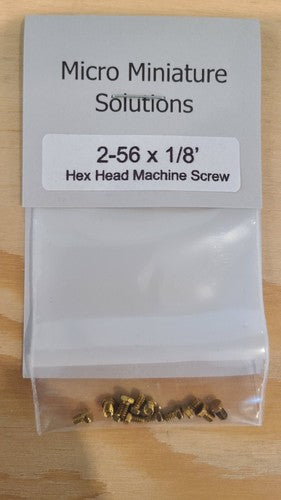 Micro Miniature
Solutions
2-56 x 1/8'
Hex Head Machine Screw